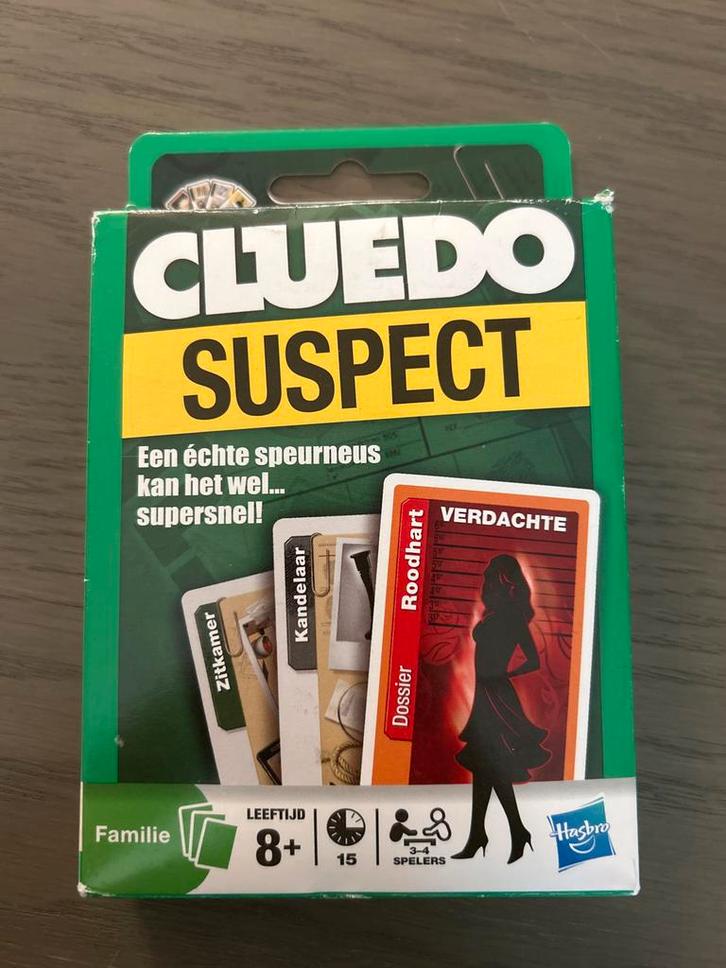 CLUEDO
SUSPECT
Een échte speurneus
kan het wel...
supersnel!
VERDACHTE
Dossier Roodhart
Kandelaar
Zitkamer
Familie
LEEFTIJD
8+
15
3-4
SPELERS
Hasbro